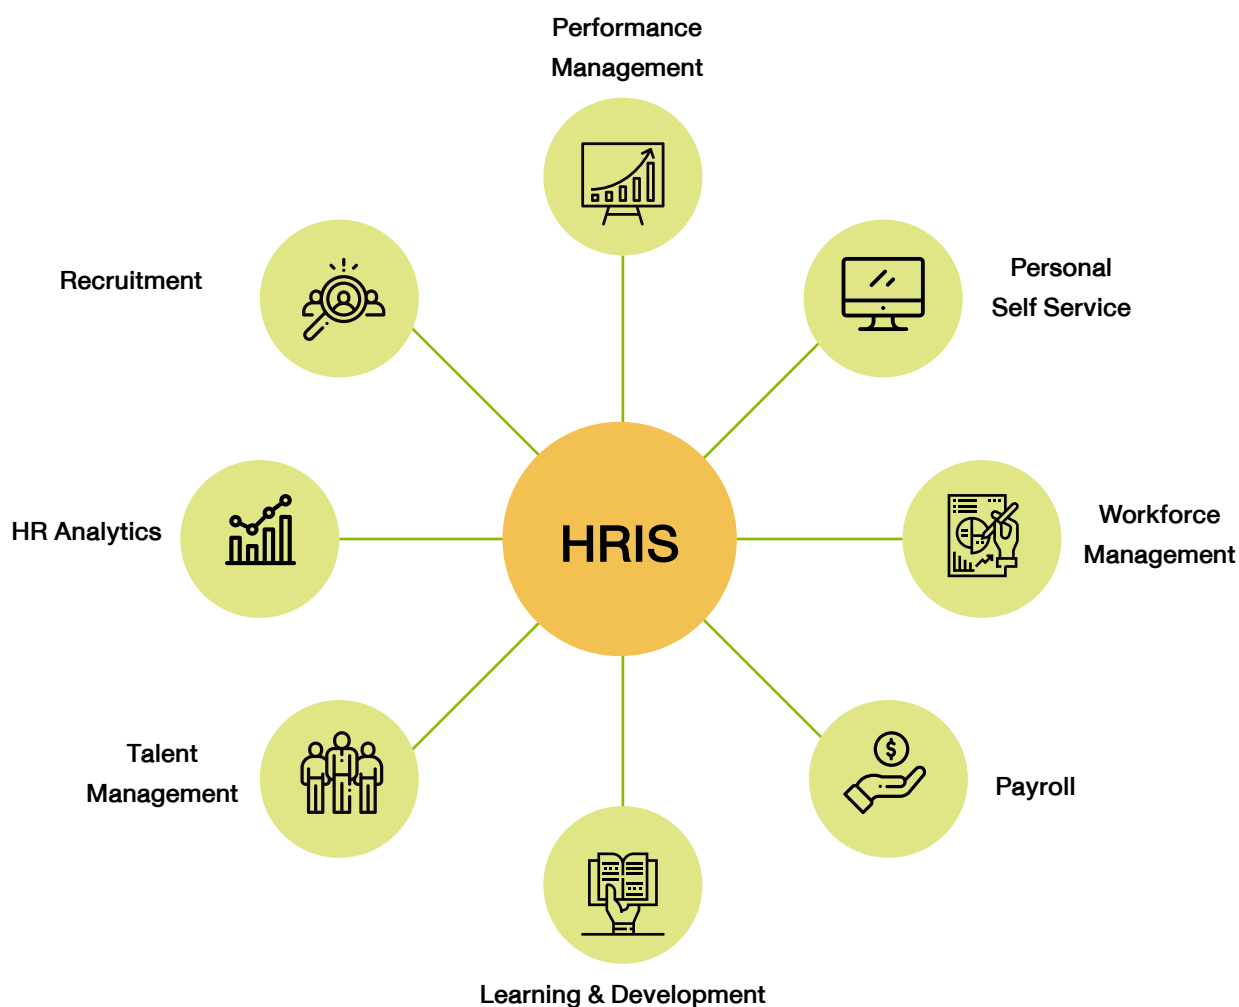 Performance
Management
Recruitment
Personal
Self Service
HR Analytics
HRIS
Workforce
Management
Talent
Management
$
Payroll
Learning & Development